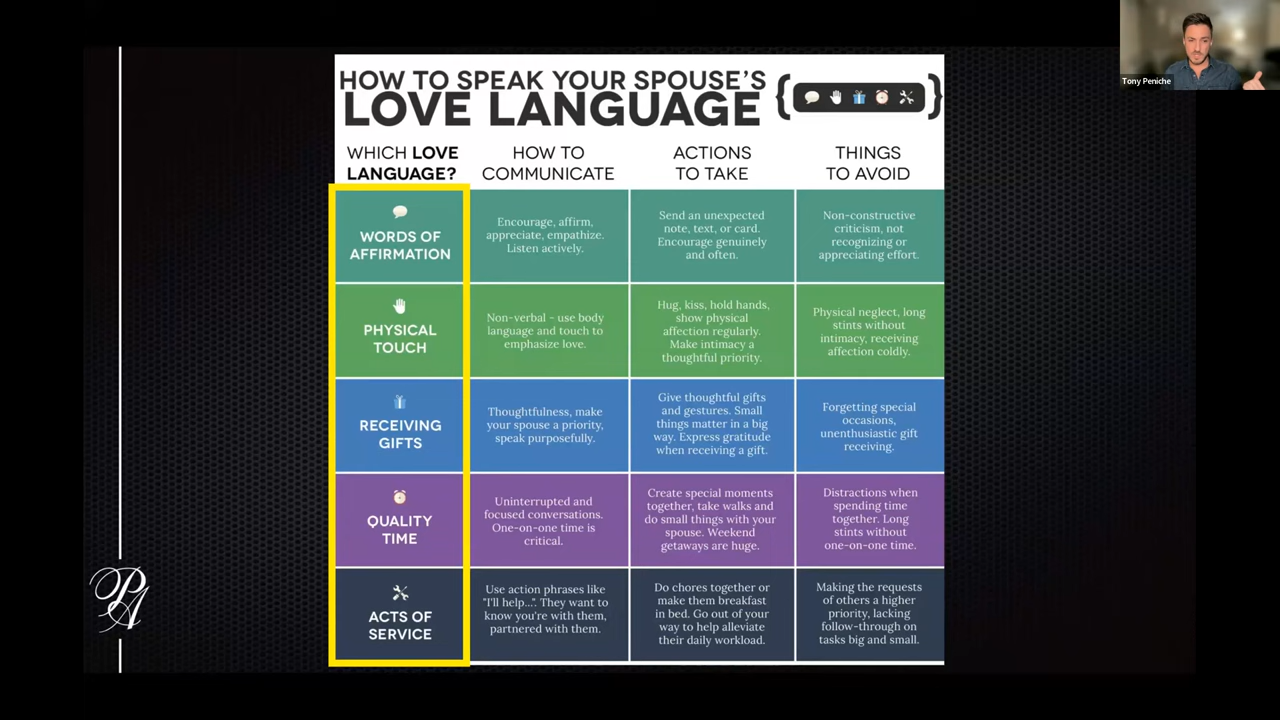 HOW TO SPEAK YOUR SPOUSE'S
LOVE LANGUAGE
WHICH LOVE
LANGUAGE?
HOW TO
COMMUNICATE
ACTIONS
TO TAKE
THINGS
TO AVOID
WORDS OF
AFFIRMATION
Encourage, affirm,
appreciate, empathize.
Listen actively.
Send an unexpected
note, text, or card.
Encourage genuinely
and often.
Non-constructive
criticism, not
recognizing or
appreciating effort.
PHYSICAL
TOUCH
Non-verbal - use body
language and touch to
emphasize love.
Hug, kiss, hold hands,
show physical
affection regularly.
Make intimacy a
thoughtful priority.
Physical neglect, long
stints without
intimacy, receiving
affection coldly.
RECEIVING
GIFTS
Thoughtfulness, make
your spouse a priority,
speak purposefully.
Give thoughtful gifts
and gestures. Small
things matter in a big
way. Express gratitude
when receiving a gift.
Forgetting special
occasions,
unenthusiastic gift
receiving.
QUALITY
TIME
Uninterrupted and
focused conversations.
One-on-one time is
critical.
Create special moments
together, take walks and
do small things with your
spouse. Weekend
getaways are huge.
Distractions when
spending time
together. Long
stints without
one-on-one time.
ACTS OF
SERVICE
Use action phrases like
"I'll help...". They want to
know you're with them,
partnered with them.
Do chores together or
make them breakfast
in bed. Go out of your
way to help alleviate
their daily workload.
Making the requests
of others a higher
priority, lacking
follow-through on
tasks big and small.
Tony Peniche
PA